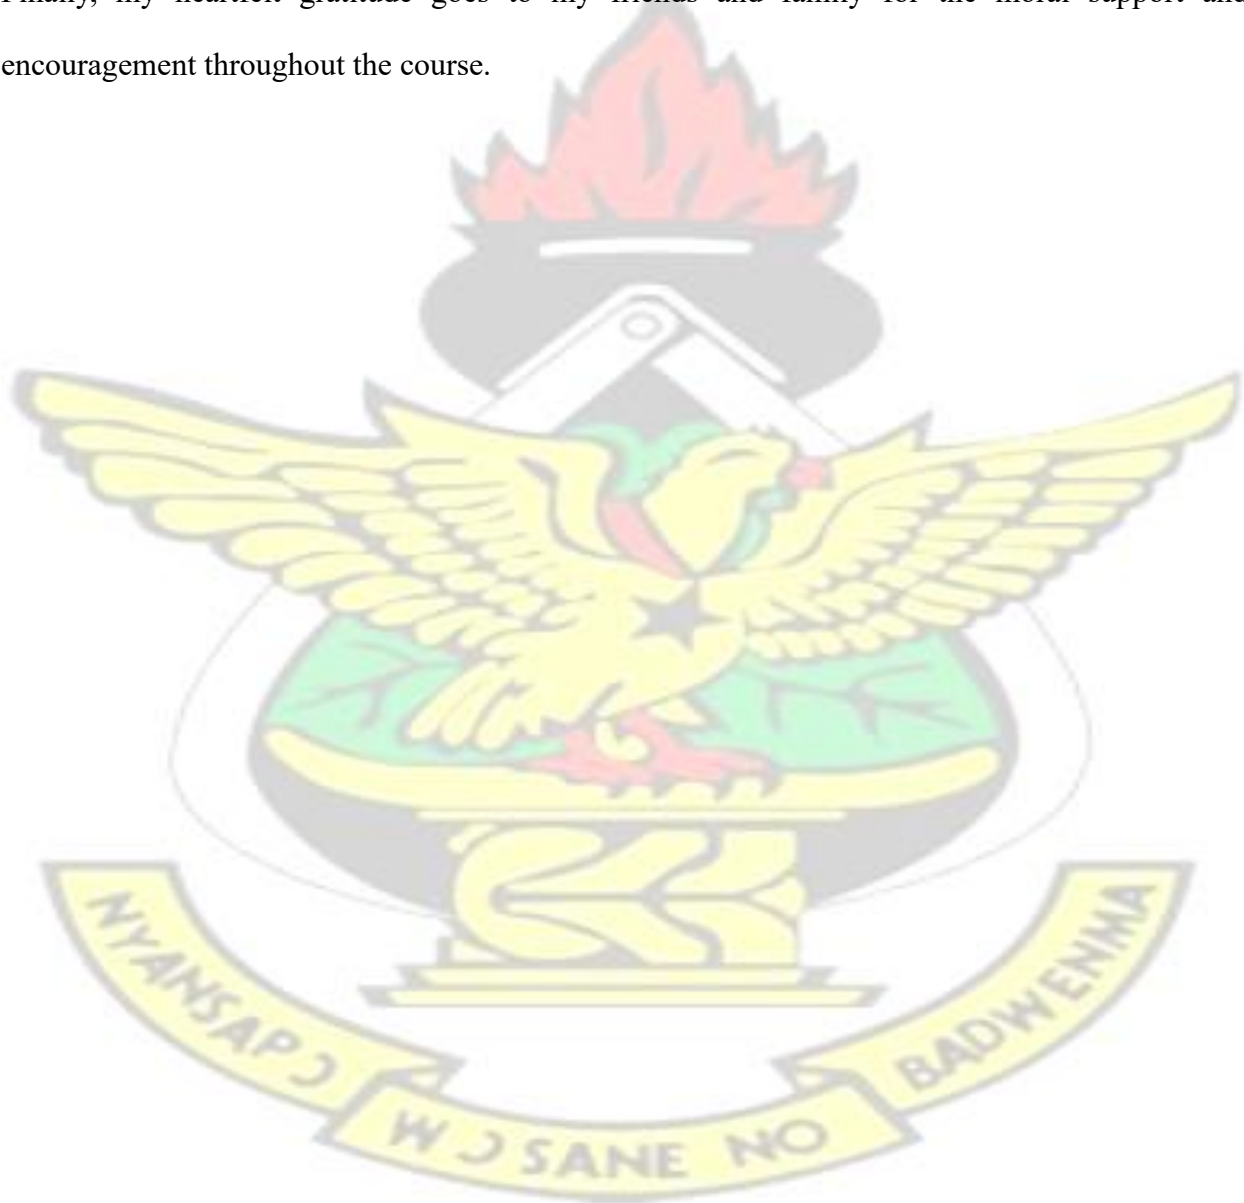 Finally, my heartfelt gratitude goes to my friends and family for the moral support and
encouragement throughout the course.
NYANSAPƆ
WƆSANE NO
BADWENMA